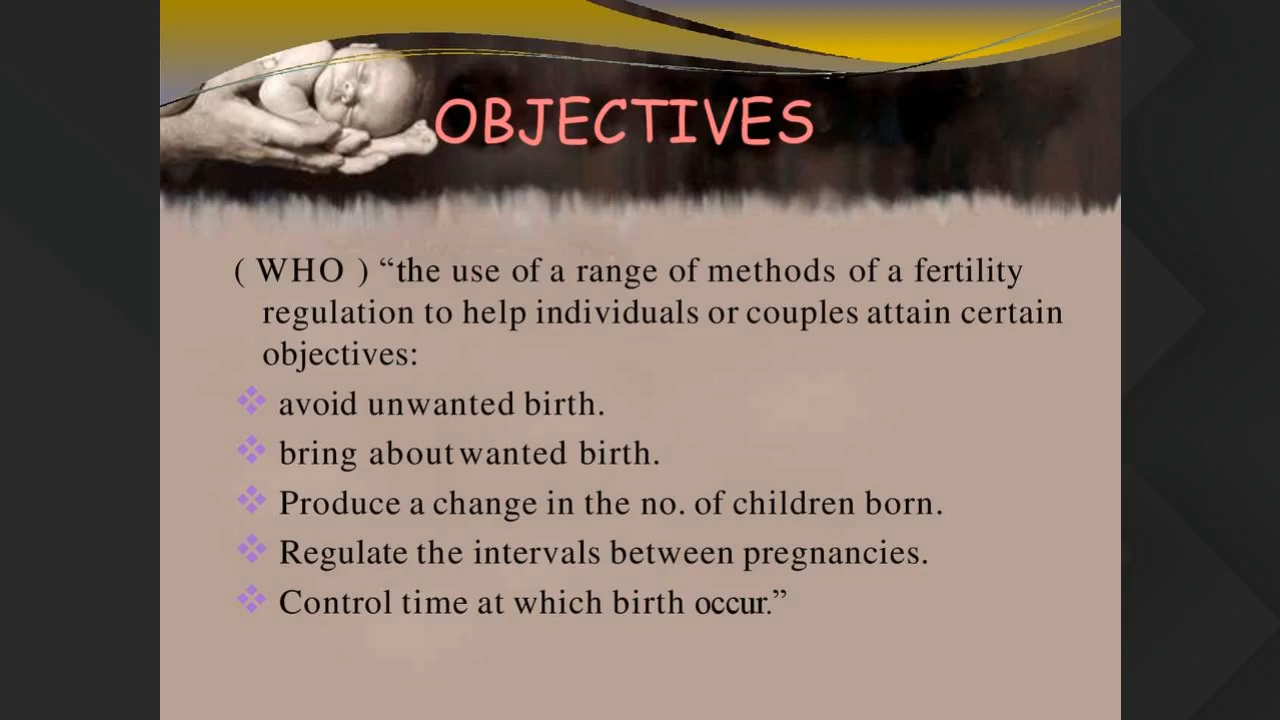 OBJECTIVES
( WHO ) “the use of a range of methods of a fertility
regulation to help individuals or couples attain certain
objectives:
avoid unwanted birth.
bring about wanted birth.
Produce a change in the no. of children born.
Regulate the intervals between pregnancies.
Control time at which birth occur.”